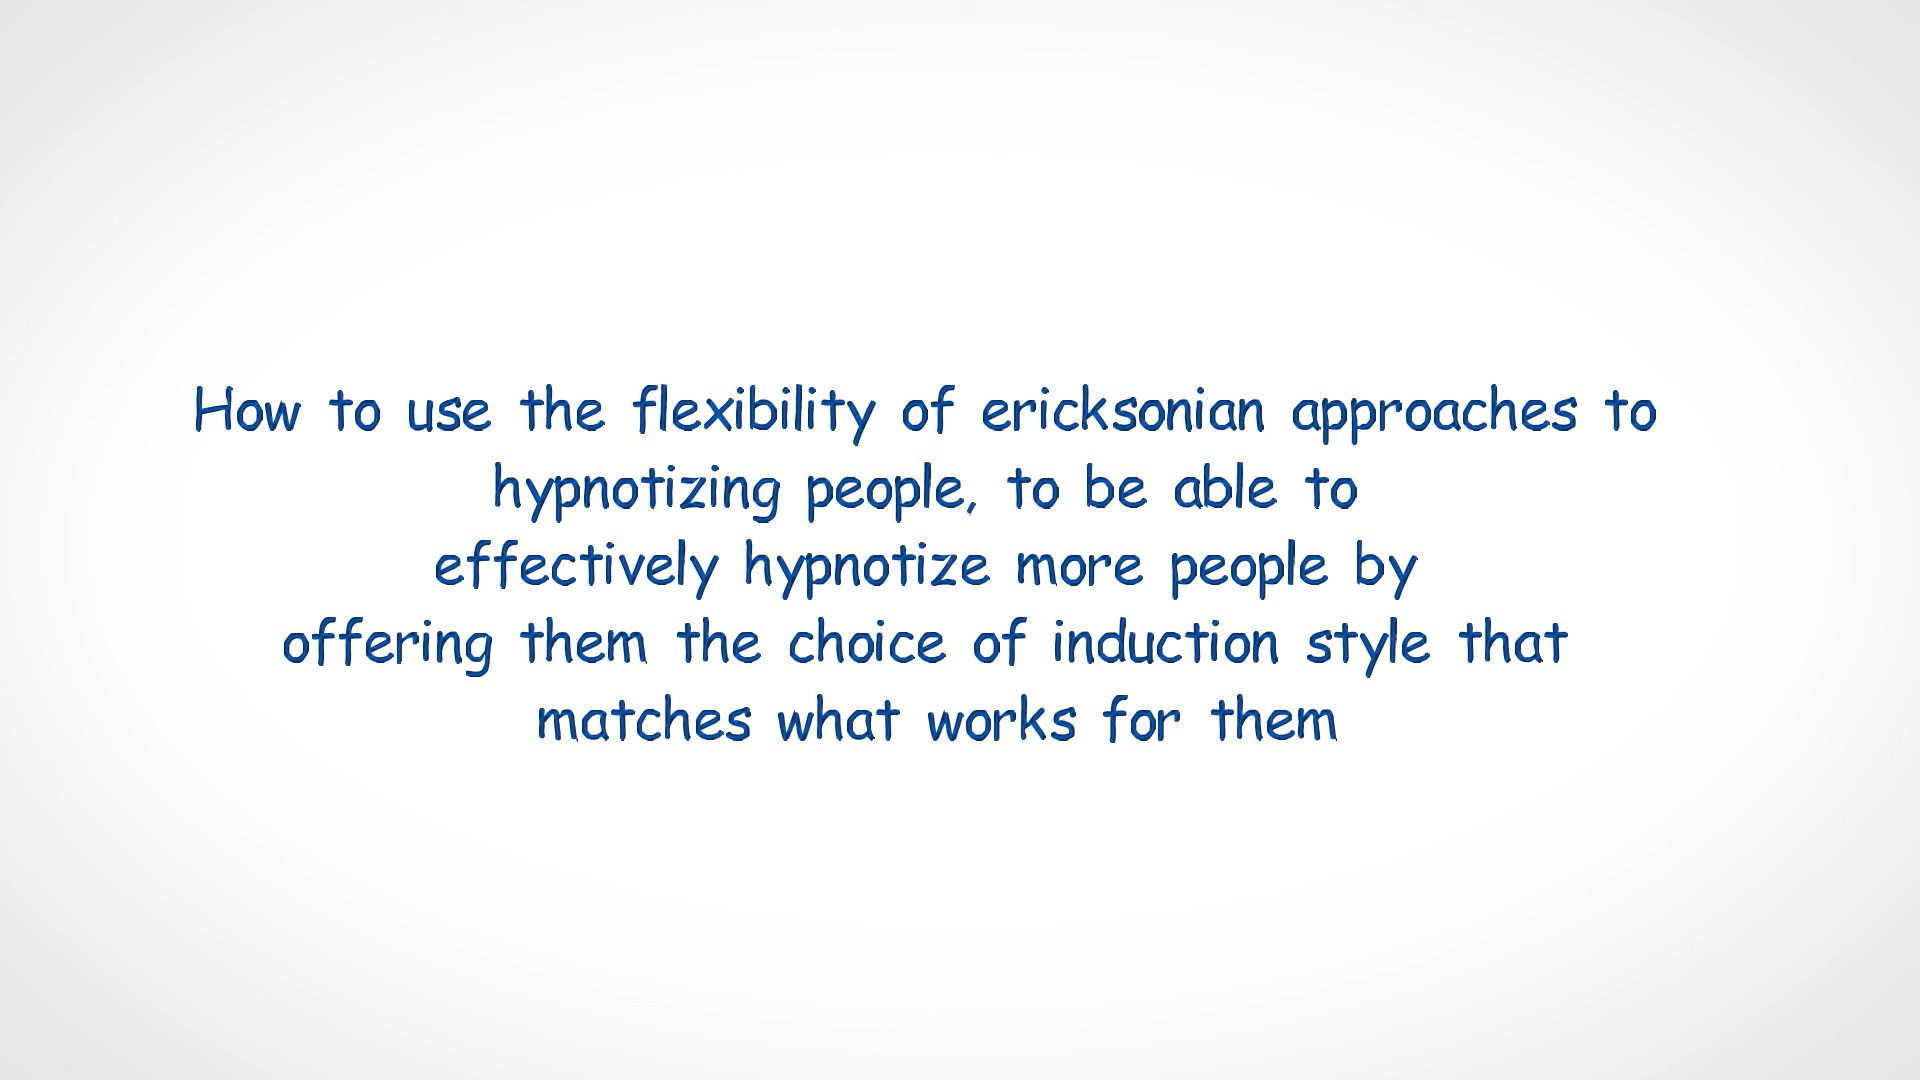 How to use the flexibility of ericksonian approaches to
hypnotizing people, to be able to
effectively hypnotize more people by
offering them the choice of induction style that
matches what works for them